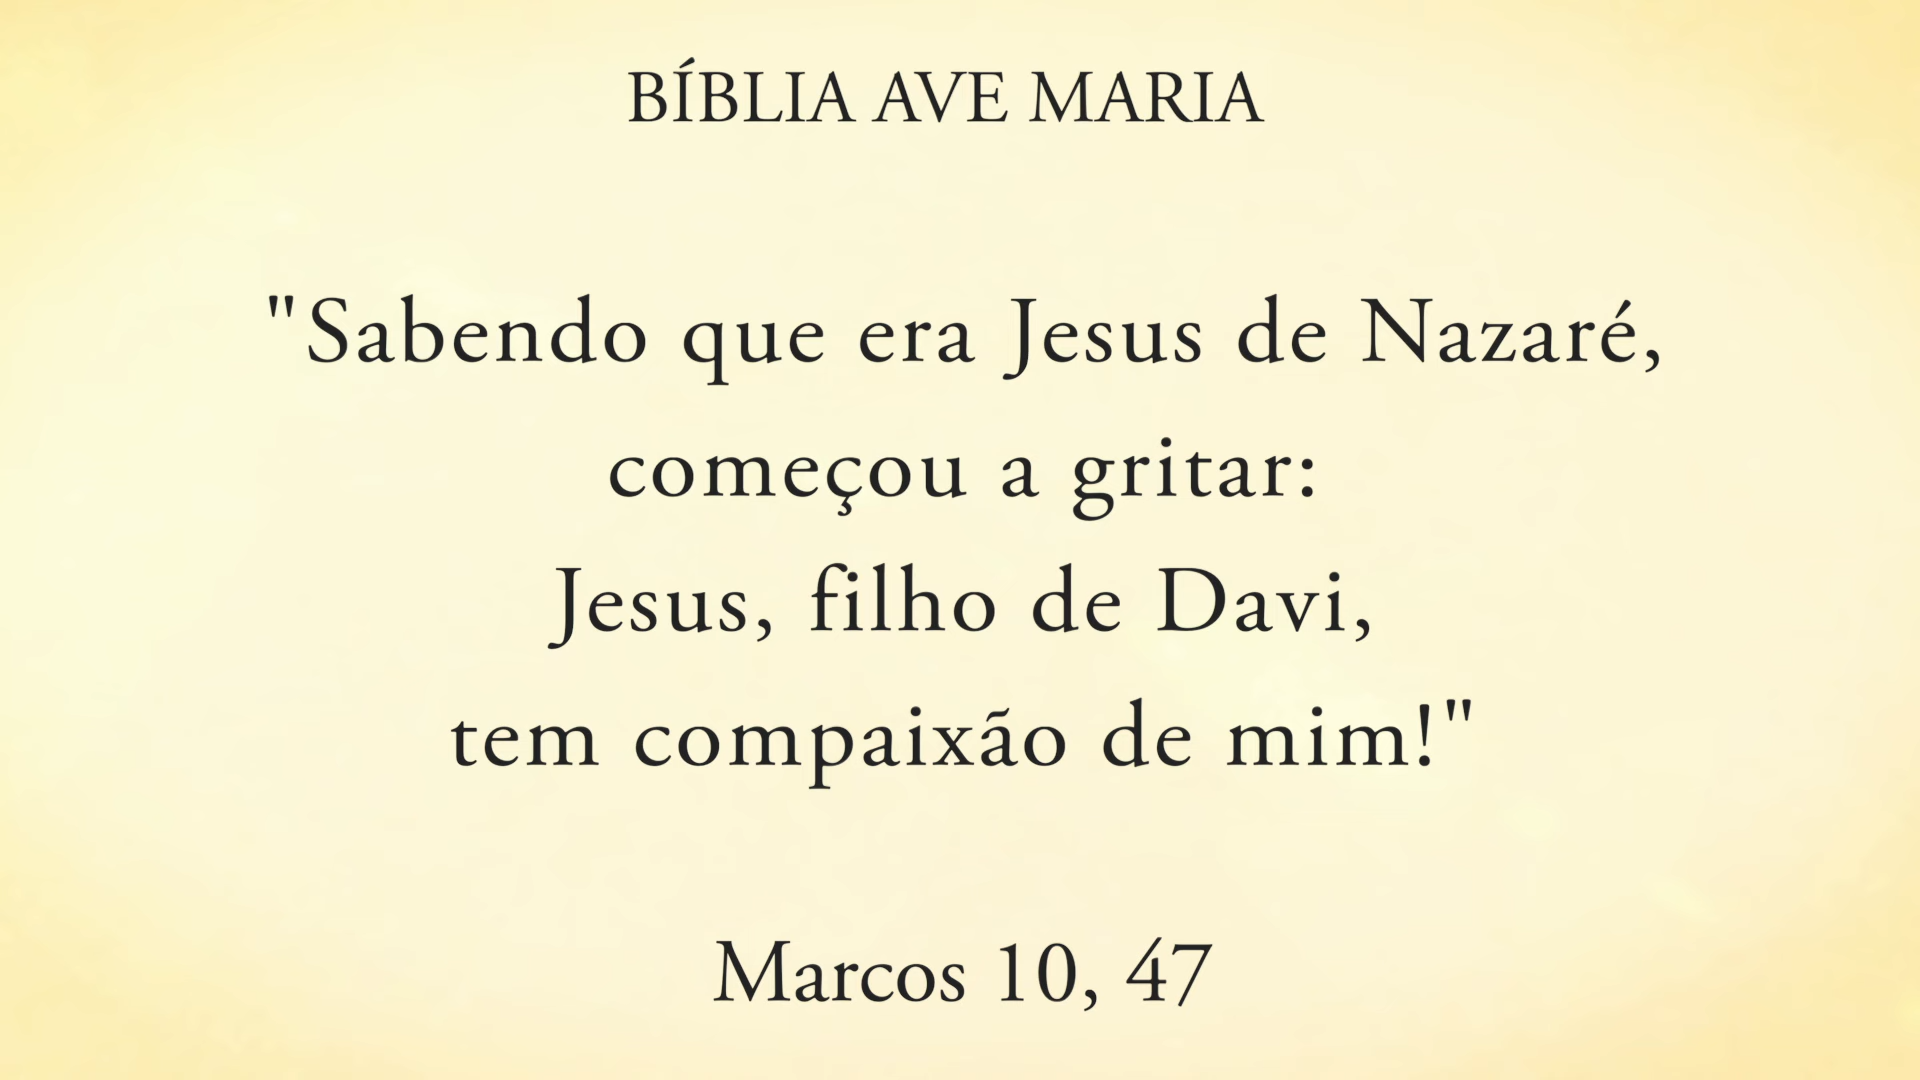 BÍBLIA AVE MARIA
"Sabendo que era Jesus de Nazaré,
começou a gritar:
Jesus, filho de Davi,
tem compaixão de mim!"
Marcos 10, 47